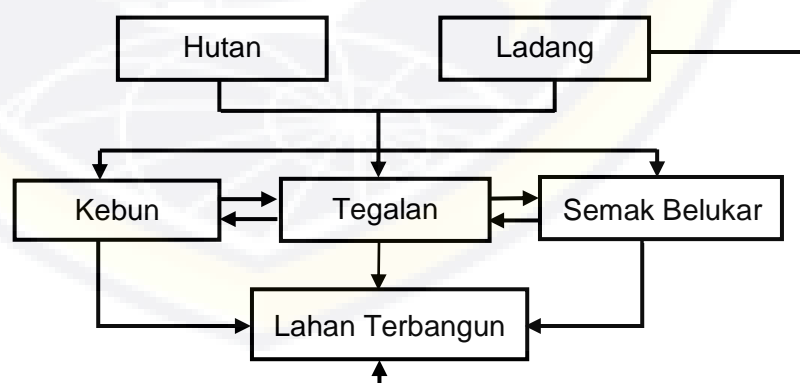 Hutan
Ladang
Kebun
Tegalan
Semak Belukar
Lahan Terbangun